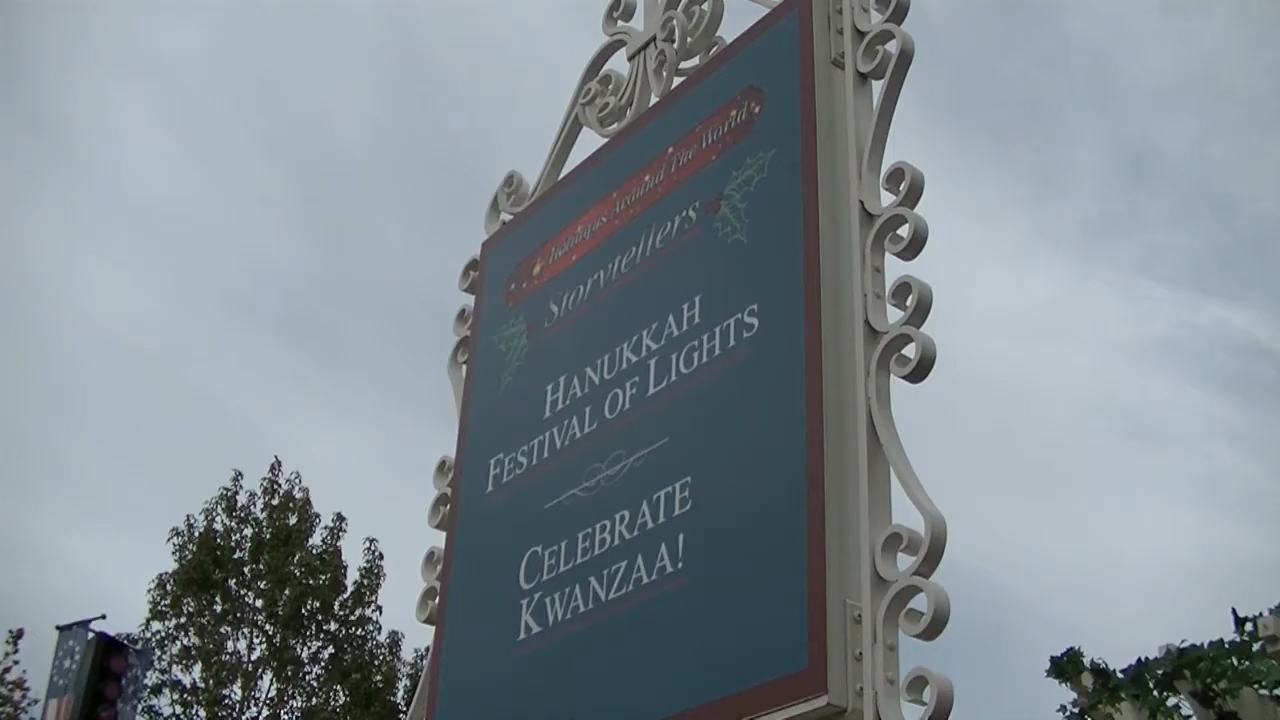 Holidays Around The World
Storytellers
HANUKKAH
FESTIVAL OF LIGHTS
CELEBRATE
KWANZAA!